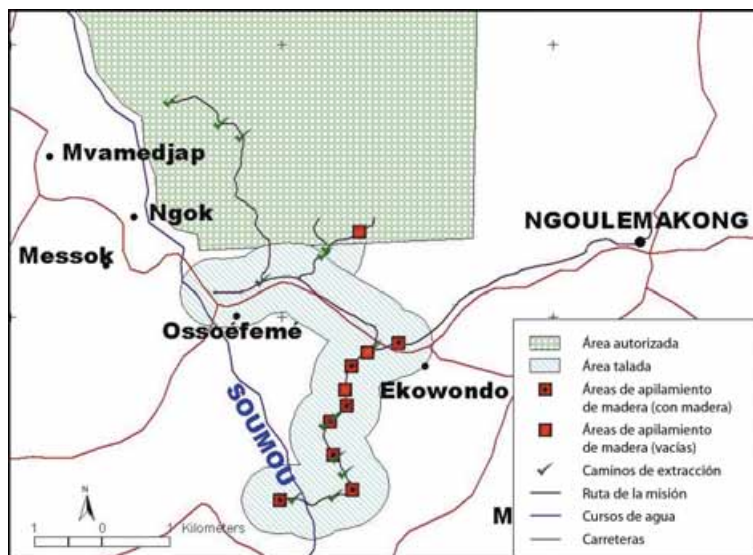 Mvamedjap
Ngok
NGOULEMAKONG
Messok
Ossoéfemé
Ekowondo
SOUMOU
M
N
1 0 1 Kilometers
Área autorizada
Área talada
Áreas de apilamiento
de madera (con madera)
Áreas de apilamiento
de madera (vacías)
Caminos de extracción
Ruta de la misión
Cursos de agua
Carreteras